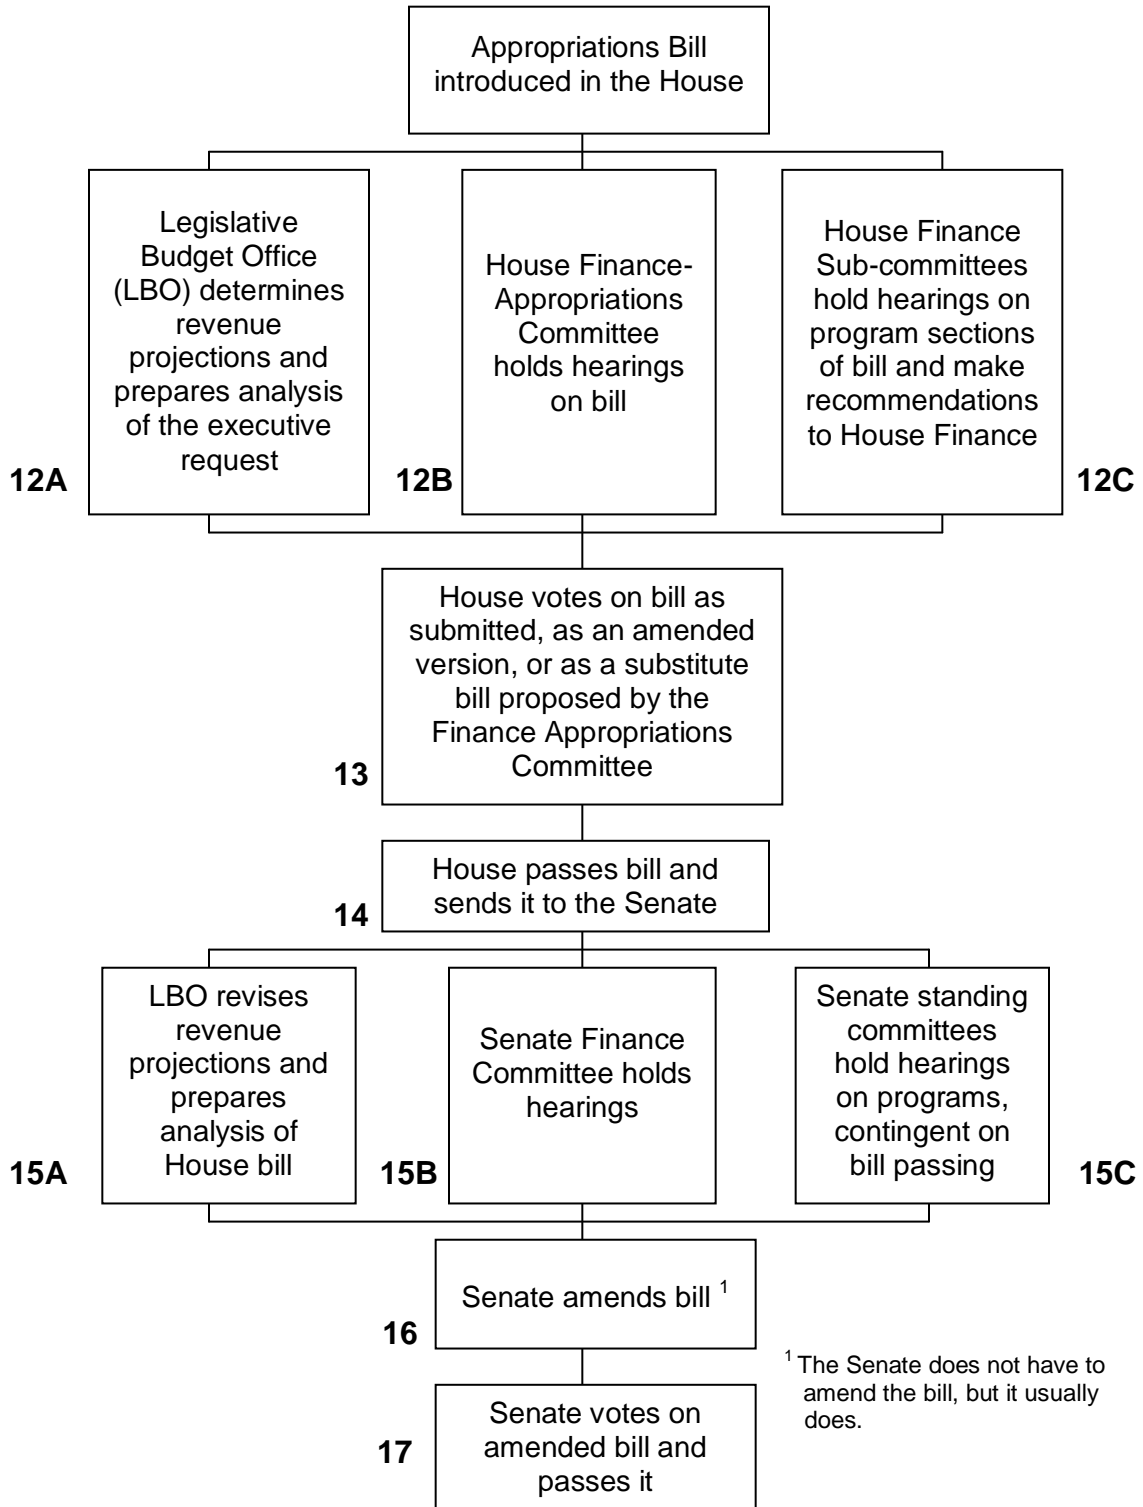 Appropriations Bill
introduced in the House
Legislative
Budget Office
(LBO) determines
revenue
projections and
prepares analysis
of the executive
request
12A
House Finance-
Appropriations
Committee
holds hearings
on bill
12B
House Finance
Sub-committees
hold hearings on
program sections
of bill and make
recommendations
to House Finance
12C
House votes on bill as
submitted, as an amended
version, or as a substitute
bill proposed by the
Finance Appropriations
Committee
13
House passes bill and
sends it to the Senate
14
LBO revises
revenue
projections and
prepares
analysis of
House bill
15A
Senate Finance
Committee holds
hearings
15B
Senate standing
committees
hold hearings
on programs,
contingent on
bill passing
15C
Senate amends bill 1
16
1 The Senate does not have to
amend the bill, but it usually
does.
Senate votes on
amended bill and
passes it
17